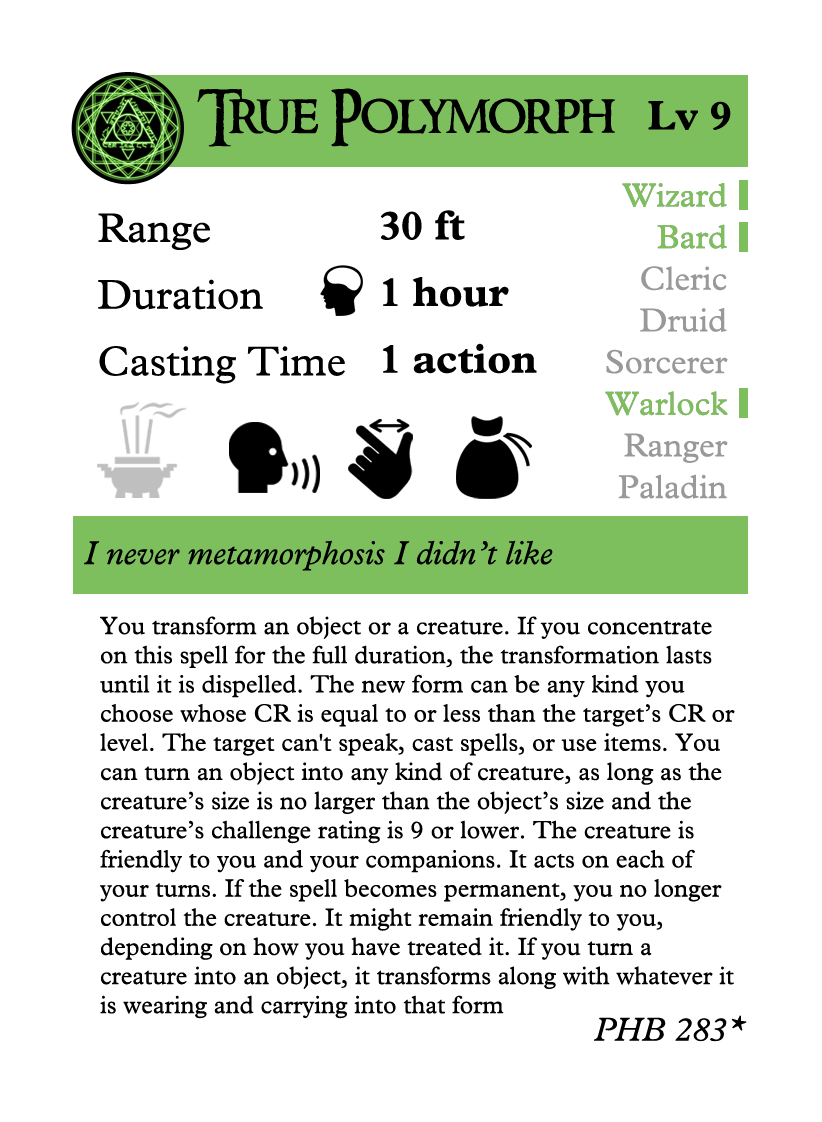 True Polymorph Lv 9
Wizard
Bard
Cleric
Druid
Sorcerer
Warlock
Ranger
Paladin
Range 30 ft
Duration 1 hour
Casting Time 1 action
I never metamorphosis I didn’t like
You transform an object or a creature. If you concentrate
on this spell for the full duration, the transformation lasts
until it is dispelled. The new form can be any kind you
choose whose CR is equal to or less than the target’s CR or
level. The target can't speak, cast spells, or use items. You
can turn an object into any kind of creature, as long as the
creature’s size is no larger than the object’s size and the
creature’s challenge rating is 9 or lower. The creature is
friendly to you and your companions. It acts on each of
your turns. If the spell becomes permanent, you no longer
control the creature. It might remain friendly to you,
depending on how you have treated it. If you turn a
creature into an object, it transforms along with whatever it
is wearing and carrying into that form
PHB 283*